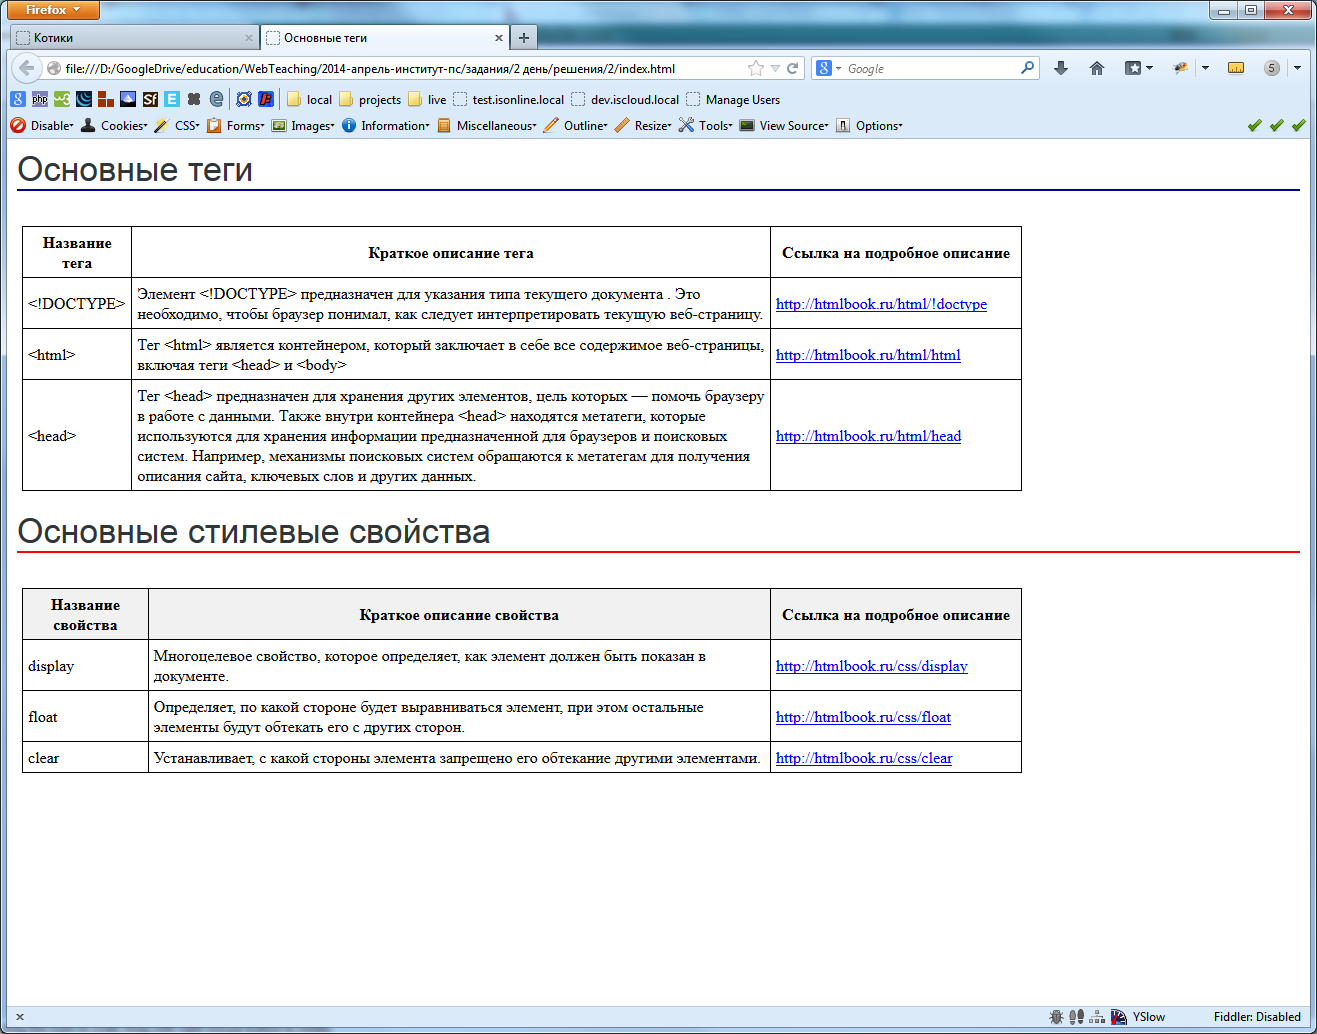 Firefox
Котики
Основные теги
file:///D:/GoogleDrive/education/WebTeaching/2014-апрель-институт-пс/задания/2 день/решения/2/index.html
Google
local
projects
live
test.isonline.local
dev.iscloud.local
Manage Users
Disable
Cookies
CSS
Forms
Images
Information
Miscellaneous
Outline
Resize
Tools
View Source
Options
Основные теги
Название тега
Краткое описание тега
Ссылка на подробное описание
<!DOCTYPE>
Элемент <!DOCTYPE> предназначен для указания типа текущего документа . Это
необходимо, чтобы браузер понимал, как следует интерпретировать текущую веб-страницу.
http://htmlbook.ru/html/!doctype
<html>
Тег <html> является контейнером, который заключает в себе все содержимое веб-страницы,
включая теги <head> и <body>
http://htmlbook.ru/html/html
<head>
Тег <head> предназначен для хранения других элементов, цель которых — помочь браузеру
в работе с данными. Также внутри контейнера <head> находятся метатеги, которые
используются для хранения информации предназначенной для браузеров и поисковых
систем. Например, механизмы поисковых систем обращаются к метатегам для получения
описания сайта, ключевых слов и других данных.
http://htmlbook.ru/html/head
Основные стилевые свойства
Название свойства
Краткое описание свойства
Ссылка на подробное описание
display
Многоцелевое свойство, которое определяет, как элемент должен быть показан в
документе.
http://htmlbook.ru/css/display
float
Определяет, по какой стороне будет выравниваться элемент, при этом остальные
элементы будут обтекать его с других сторон.
http://htmlbook.ru/css/float
clear
Устанавливает, с какой стороны элемента запрещено его обтекание другими элементами.
http://htmlbook.ru/css/clear
YSlow
Fiddler: Disabled